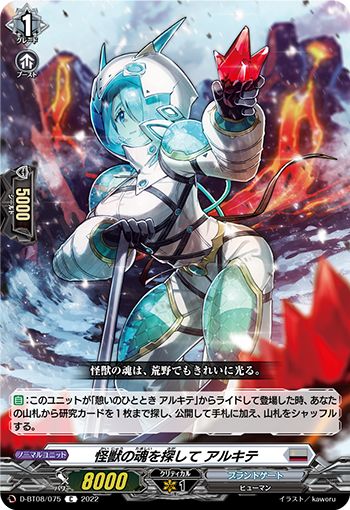 1
グレード
ブースト
5000
シールド
怪獣の魂は、荒野でもきれいに光る。
自:このユニットが「憩いのひととき アルキテ」からライドして登場した時、あなた
の山札から研究カードを1枚まで探し、公開して手札に加え、山札をシャッフル
する。
ノーマルユニット
怪獣の魂を探して アルキテ
パワー
8000
クリティカル
1
ブラントゲート
ヒューマン
D-BT08/075 C 2022
イラスト/kaworu